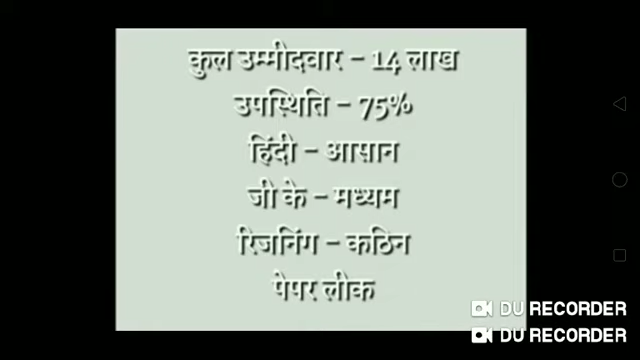 कुल उम्मीदवार – 14 लाख
उपस्थिति – 75%
हिंदी – आसान
जी के – मध्यम
रिजनिंग – कठिन
पेपर लीक
DU RECORDER
DU RECORDER